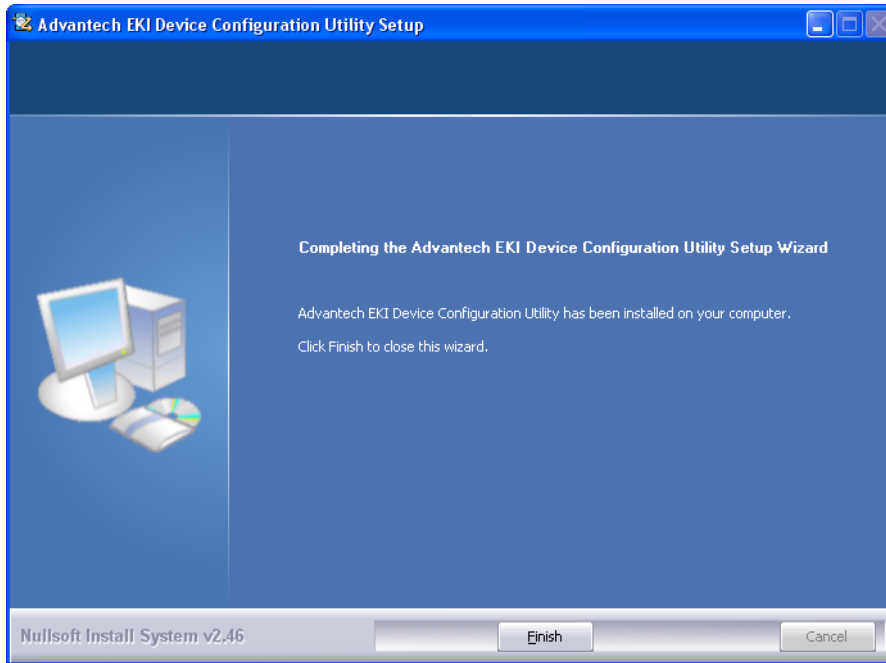 Advantech EKI Device Configuration Utility Setup
Completing the Advantech EKI Device Configuration Utility Setup Wizard
Advantech EKI Device Configuration Utility has been installed on your computer.
Click Finish to close this wizard.
Nullsoft Install System v2.46
Finish
Cancel